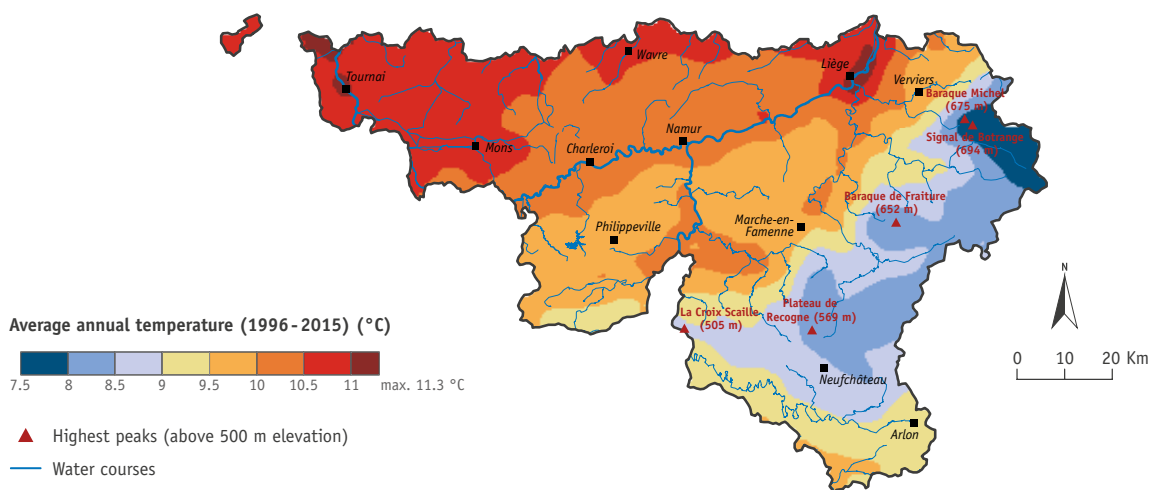 Wavre
Tournai
Liège
Verviers
Baraque Michel
(675 m)
Signal de Botrange
(694 m)
Namur
Mons
Charleroi
Baraque de Fraiture
(652 m)
Philippeville
Marche-en-
Famenne
La Croix Scaille
(505 m)
Plateau de
Recogne (569 m)
Neufchâteau
Arlon
N
0 10 20 Km
Average annual temperature (1996-2015) (°C)
7.5 8 8.5 9 9.5 10 10.5 11 max. 11.3 °C
Highest peaks (above 500 m elevation)
Water courses